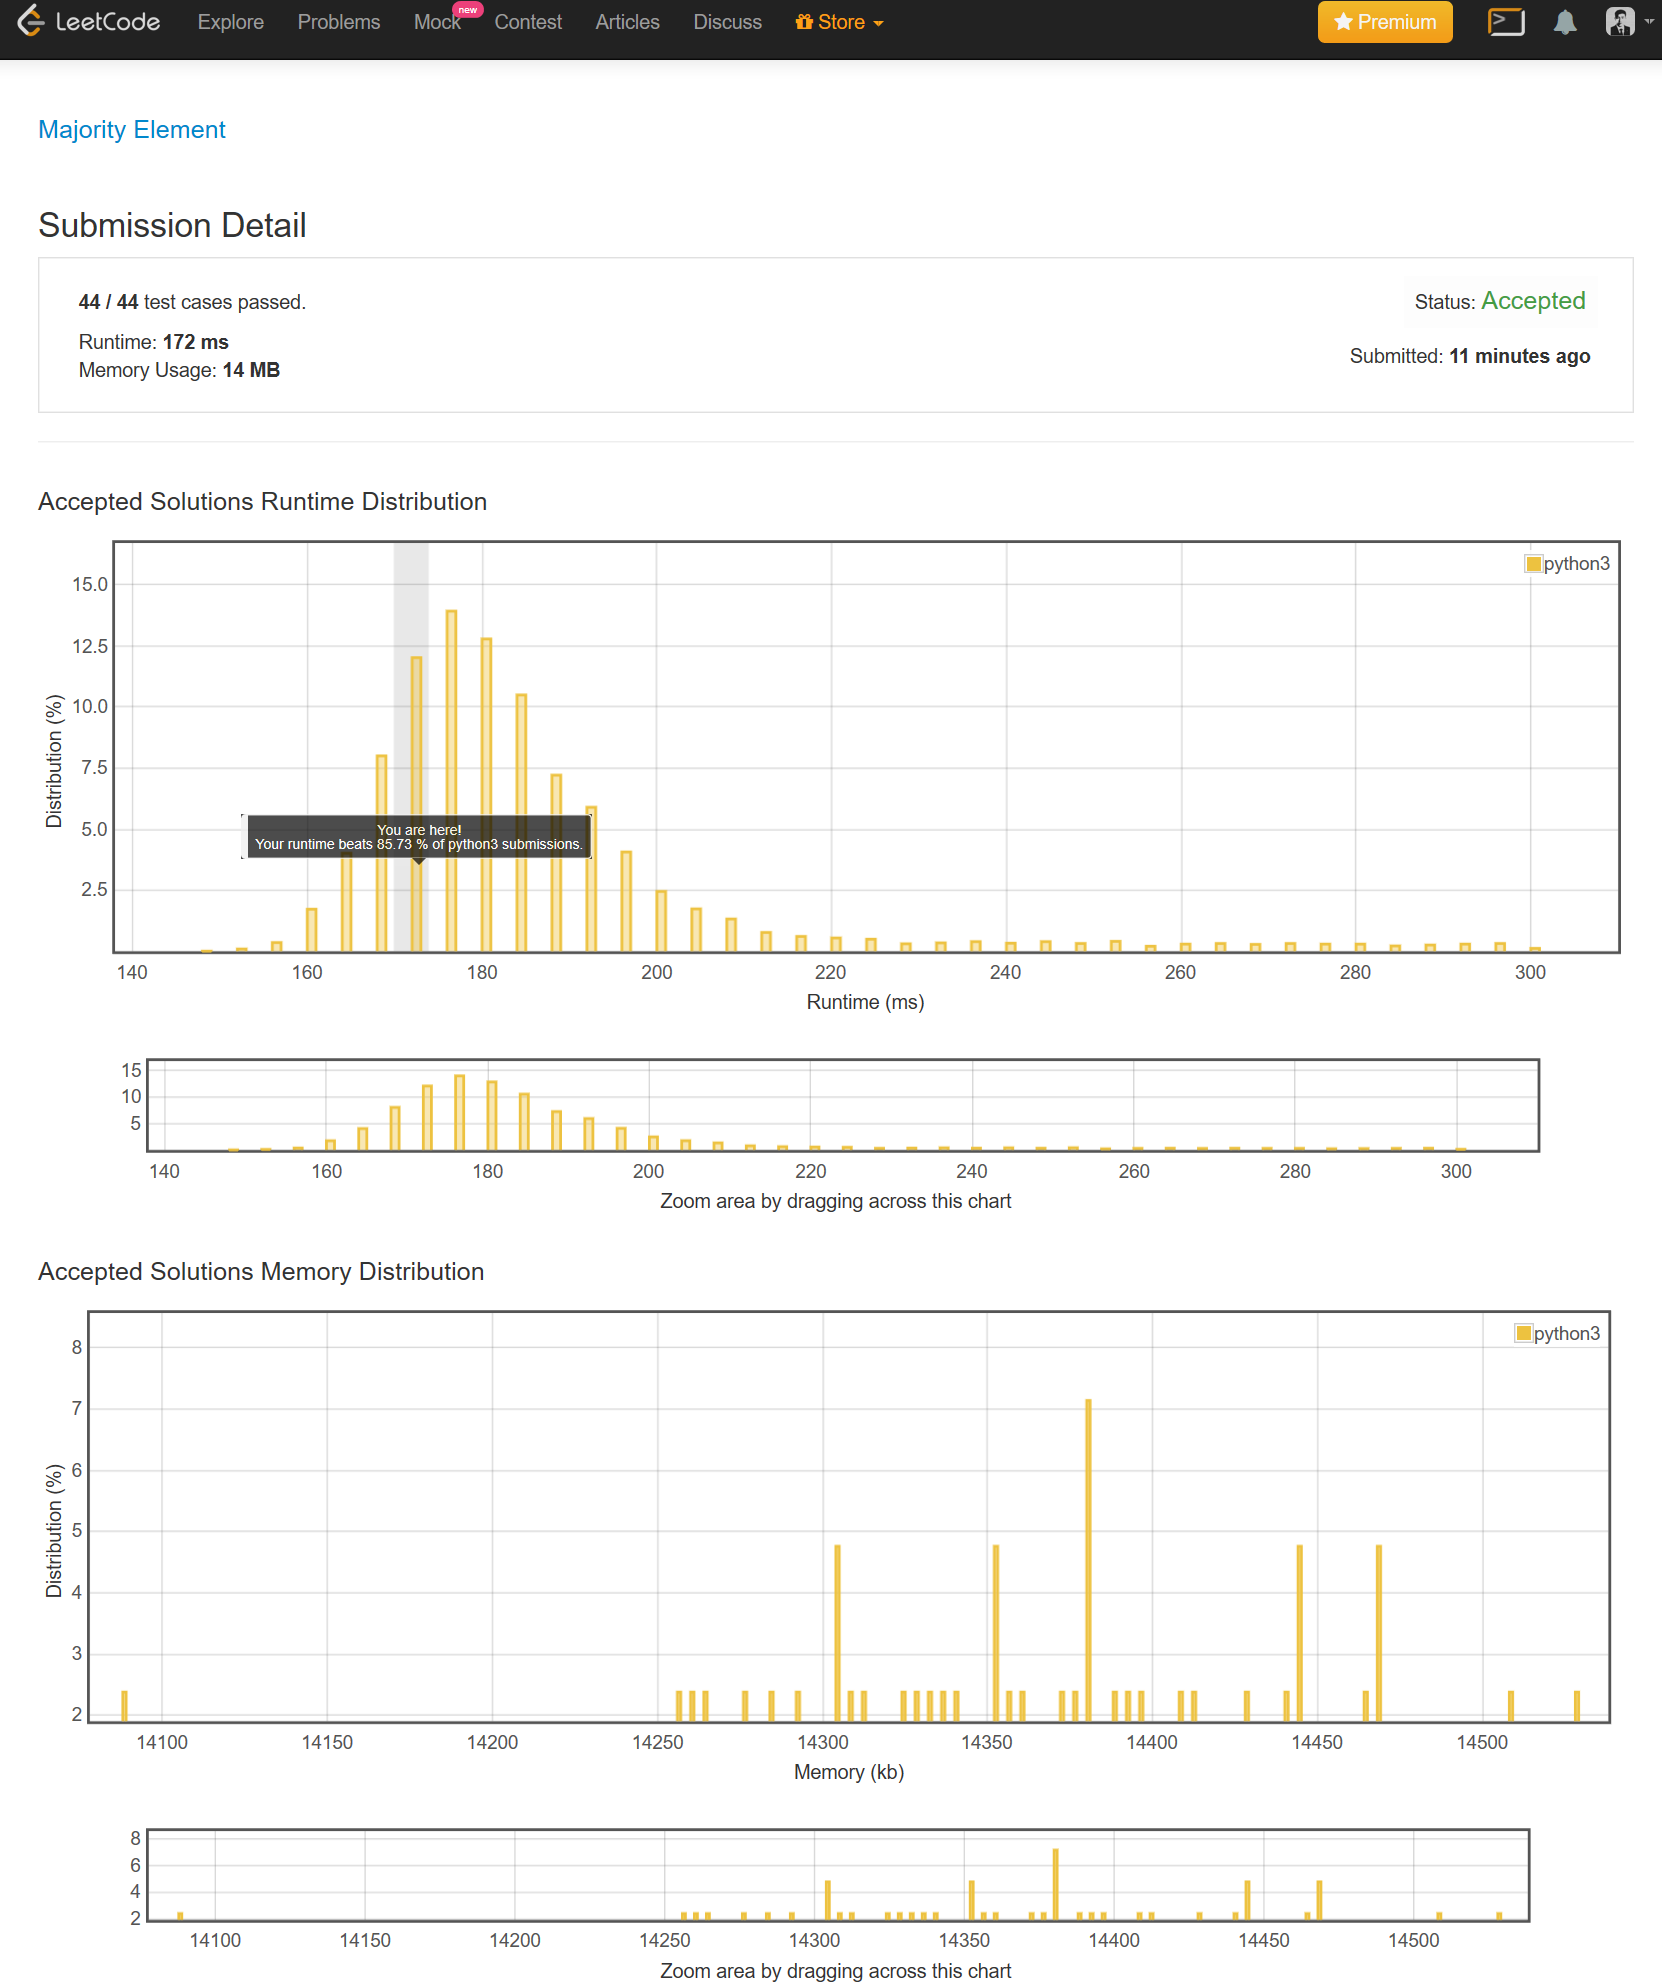 LeetCode Explore Problems Mock new Contest Articles Discuss Store Premium
Majority Element
Submission Detail
44 / 44 test cases passed.
Status: Accepted
Runtime: 172 ms
Submitted: 11 minutes ago
Memory Usage: 14 MB
Accepted Solutions Runtime Distribution
python3
15.0
12.5
10.0
7.5
5.0
2.5
Distribution (%)
You are here!
Your runtime beats 85.73 % of python3 submissions.
140 160 180 200 220 240 260 280 300
Runtime (ms)
15
10
5
140 160 180 200 220 240 260 280 300
Zoom area by dragging across this chart
Accepted Solutions Memory Distribution
python3
8
7
6
5
4
3
2
Distribution (%)
14100 14150 14200 14250 14300 14350 14400 14450 14500
Memory (kb)
8
6
4
2
14100 14150 14200 14250 14300 14350 14400 14450 14500
Zoom area by dragging across this chart